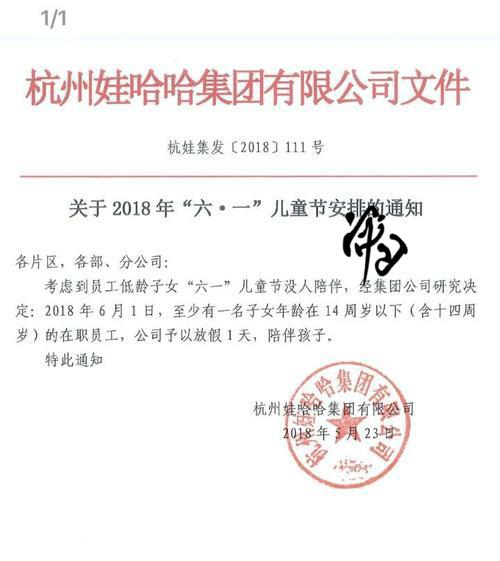 1/1
杭州娃哈哈集团有限公司文件
杭娃集发〔2018〕111 号
关于 2018 年“六·一”儿童节安排的通知
各片区，各部、分公司：
考虑到员工低龄子女“六一”儿童节没人陪伴，经集团公司研究决
定：2018 年 6 月 1 日，至少有一名子女年龄在 14 周岁以下（含十四周
岁）的在职员工，公司予以放假 1 天，陪伴孩子。
特此通知
杭州娃哈哈集团有限公司
2018 年 5 月 23 日
杭州娃哈哈集团有限公司